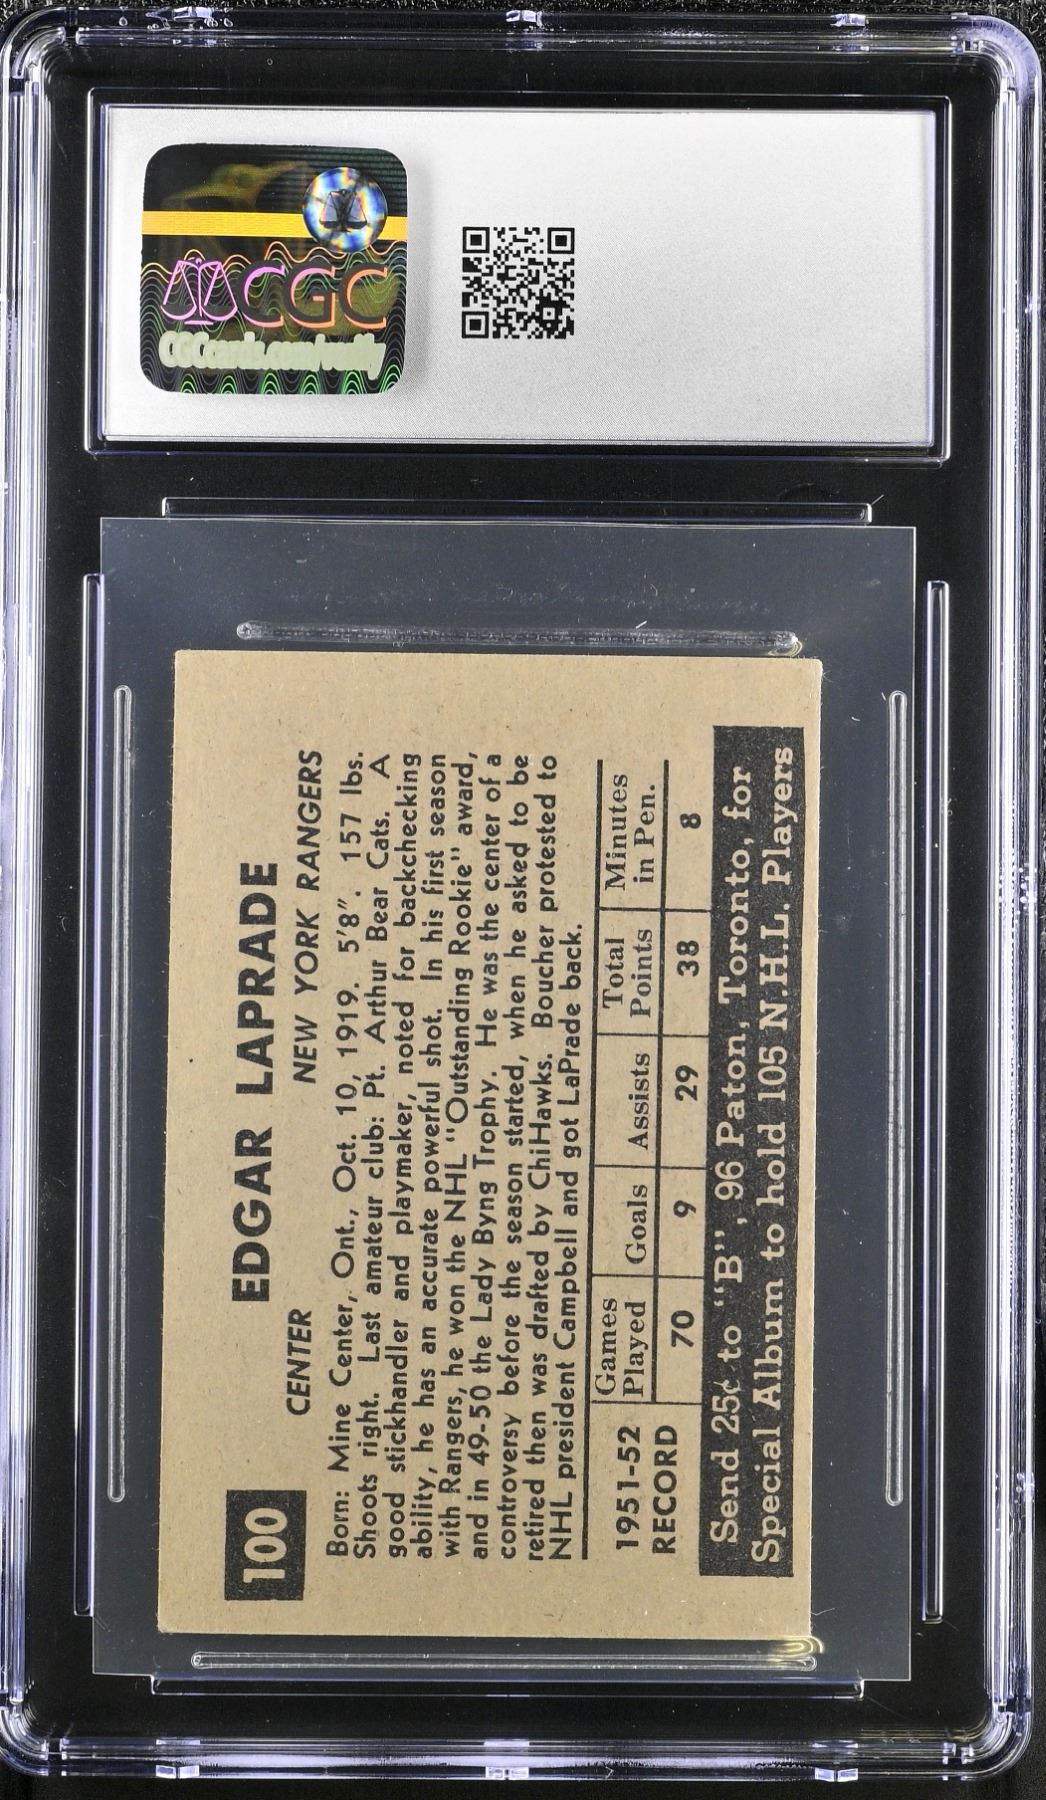 CGC
CGCcards.com/verify
100
EDGAR LAPRADE
CENTER NEW YORK RANGERS
Born: Mine Center, Ont., Oct. 10, 1919. 5'8". 157 lbs.
Shoots right. Last amateur club: Pt. Arthur Bear Cats. A
good stickhandler and playmaker, noted for backchecking
ability, he has an accurate powerful shot. In his first season
with Rangers, he won the NHL "Outstanding Rookie" award,
and in 49-50 the Lady Byng Trophy. He was the center of a
controversy before the season started, when he asked to be
retired then was drafted by ChiHawks. Boucher protested to
NHL president Campbell and got LaPrade back.
1951-52 RECORD
Games Played Goals Assists Total Points Minutes in Pen.
70 9 29 38 8
Send 25¢ to "B", 96 Paton, Toronto, for
Special Album to hold 105 N.H.L. Players